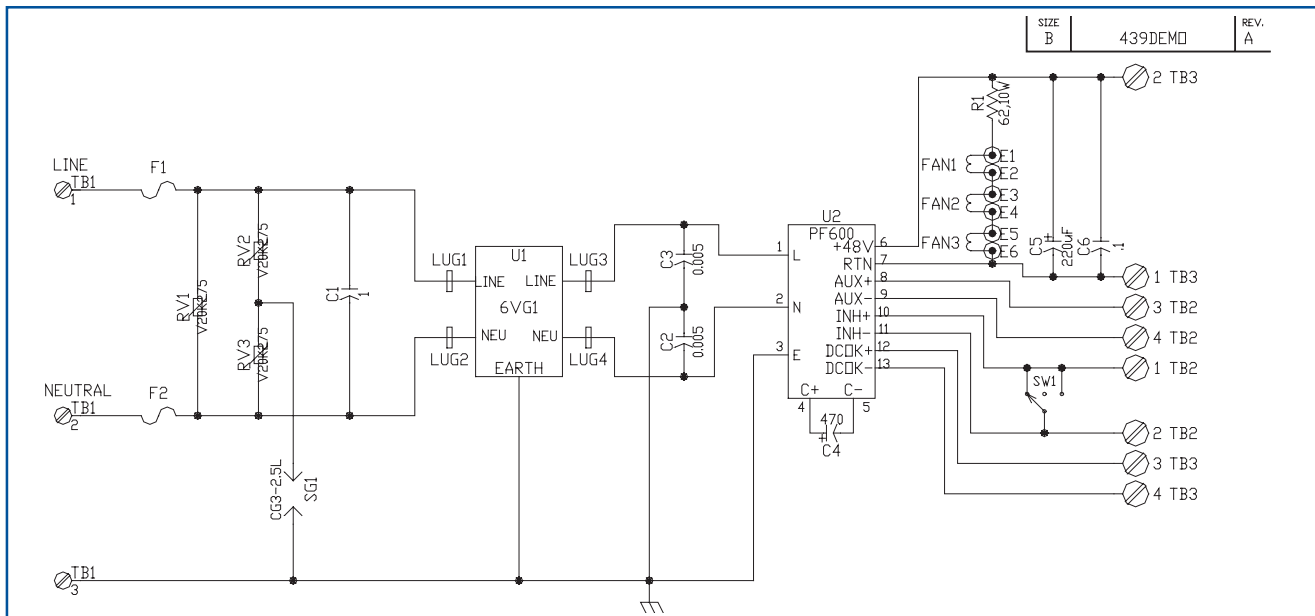 SIZE
B
439DEMO
REV.
A
2 TB3
R1
62,10W
E1
E2
E3
E4
E5
E6
FAN1
FAN2
FAN3
C5
+
220uF
C6
.1
LINE
TB1
1
F1
RV1
V20K275
RV2
V20K275
RV3
V20K275
C1
1
LUG1
LUG2
U1
LINE LINE
6VG1
NEU NEU
EARTH
LUG3
LUG4
C3
0.005
C2
0.005
U2
PF600
1 L
2 N
3 E
+48V 6
RTN 7
AUX+ 8
AUX- 9
INH+ 10
INH- 11
DCOK+ 12
DCOK- 13
C+ C-
4 5
470
+
C4
1 TB3
3 TB2
4 TB2
1 TB2
SW1
2 TB2
3 TB3
4 TB3
NEUTRAL
TB1
2
F2
CG3-2.5L
SG1
TB1
3